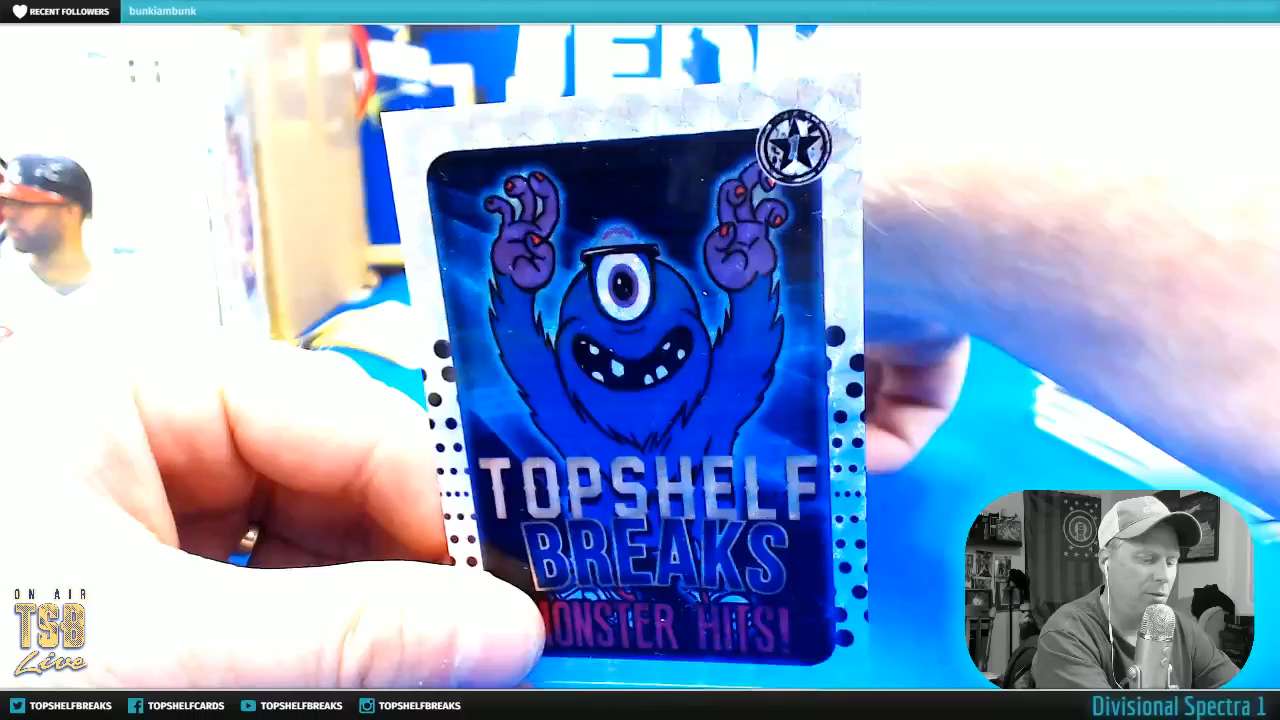 RECENT FOLLOWERS
bunkiambunk
TOPSHELF
BREAKS
MONSTER HITS!
ON AIR
TSB
Live
TOPSHELFBREAKS
TOPSHELFCARDS
TOPSHELFBREAKS
TOPSHELFBREAKS
Divisional Spectra 1